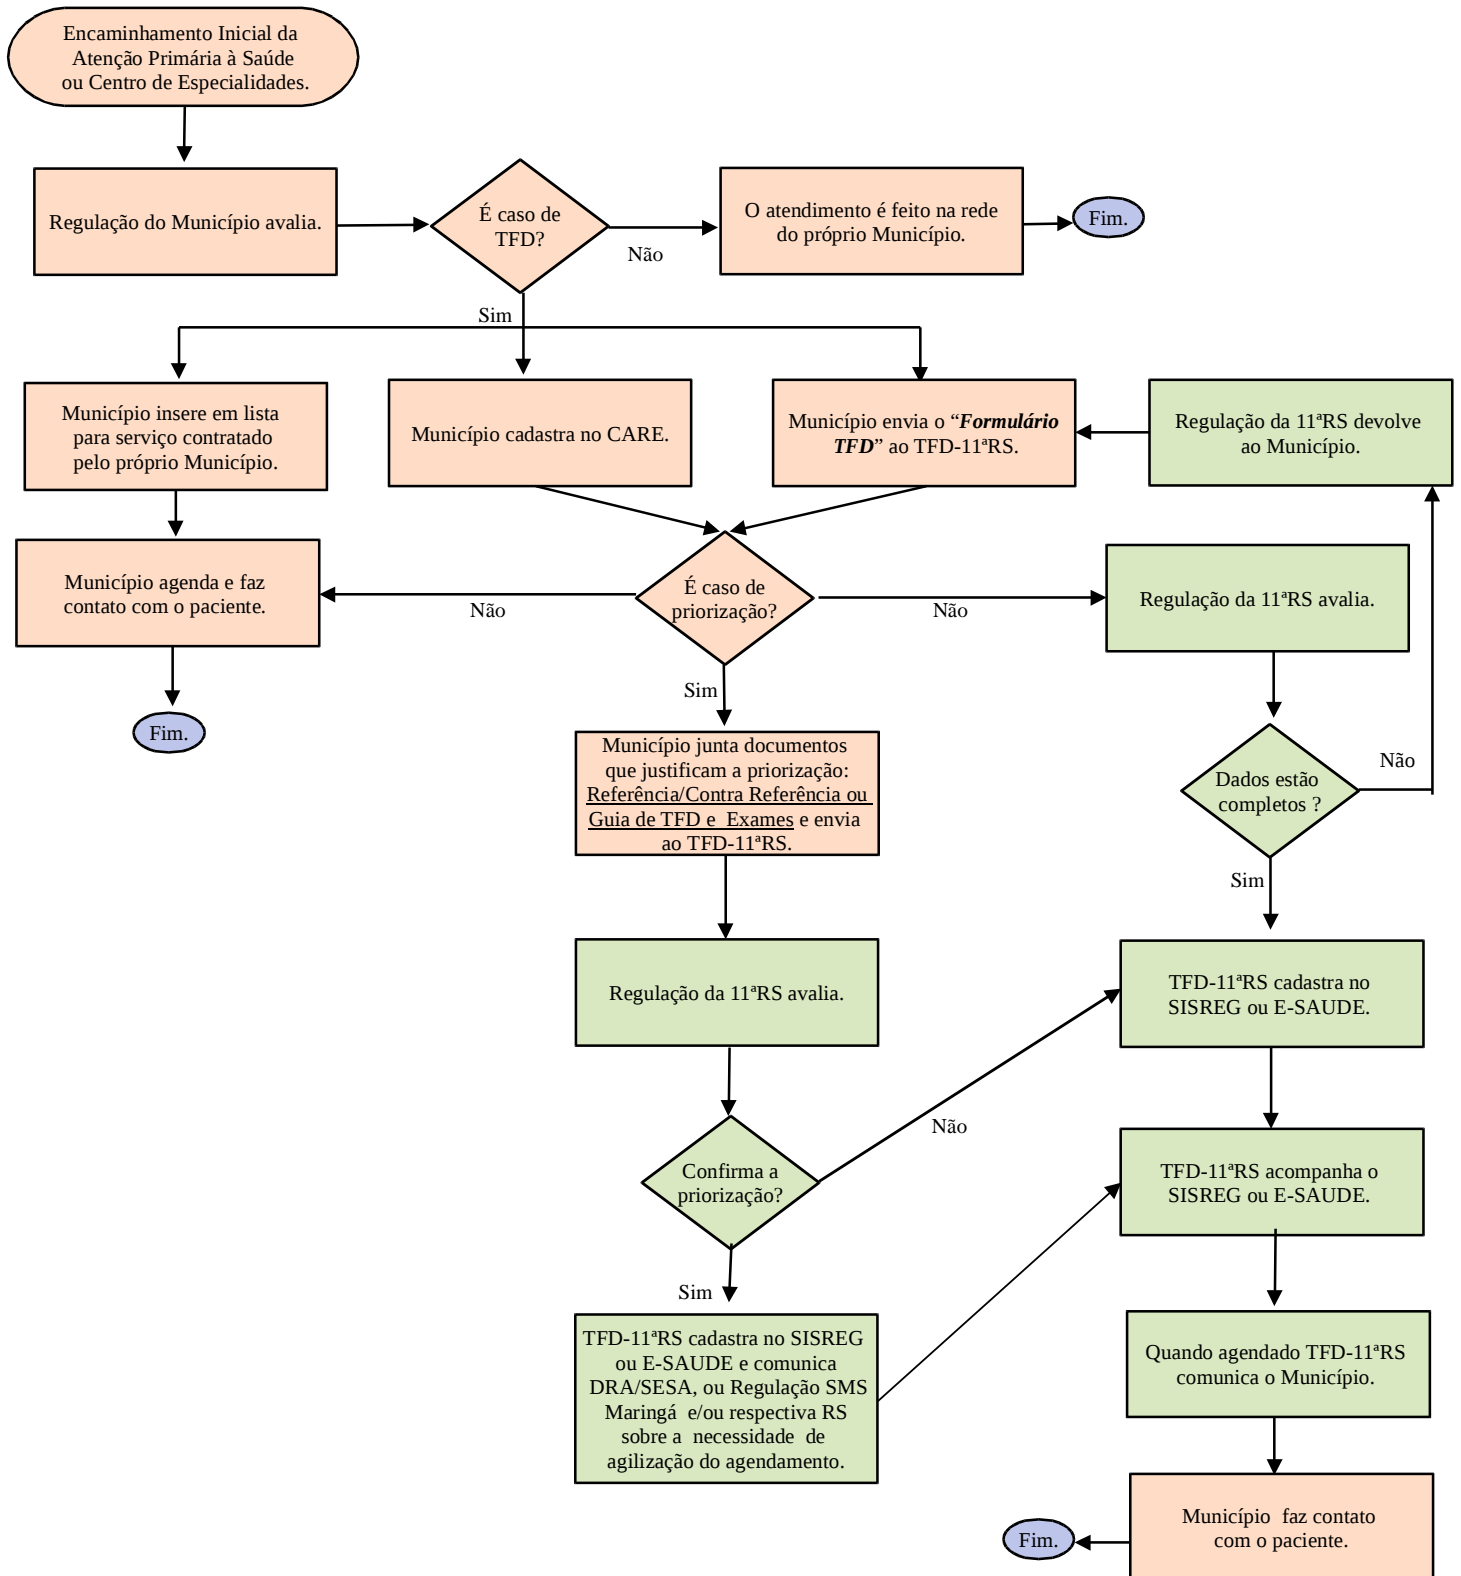 Encaminhamento Inicial da
Atenção Primária à Saúde
ou Centro de Especialidades.
Regulação do Município avalia.
É caso de
TFD?
Não
O atendimento é feito na rede
do próprio Município.
Fim.
Sim
Município insere em lista
para serviço contratado
pelo próprio Município.
Município cadastra no CARE.
Município envia o “Formulário
TFD” ao TFD-11ªRS.
Regulação da 11ªRS devolve
ao Município.
Município agenda e faz
contato com o paciente.
Não
É caso de
priorização?
Não
Regulação da 11ªRS avalia.
Fim.
Sim
Município junta documentos
que justificam a priorização:
Referência/Contra Referência ou
Guia de TFD e  Exames e envia
ao TFD-11ªRS.
Dados estão
completos ?
Não
Sim
Regulação da 11ªRS avalia.
TFD-11ªRS cadastra no
SISREG ou E-SAUDE.
Confirma a
priorização?
Não
TFD-11ªRS acompanha o
SISREG ou E-SAUDE.
Sim
TFD-11ªRS cadastra no SISREG
ou E-SAUDE e comunica
DRA/SESA, ou Regulação SMS
Maringá  e/ou respectiva RS
sobre a  necessidade  de
agilização do agendamento.
Quando agendado TFD-11ªRS
comunica o Município.
Município  faz contato
com o paciente.
Fim.